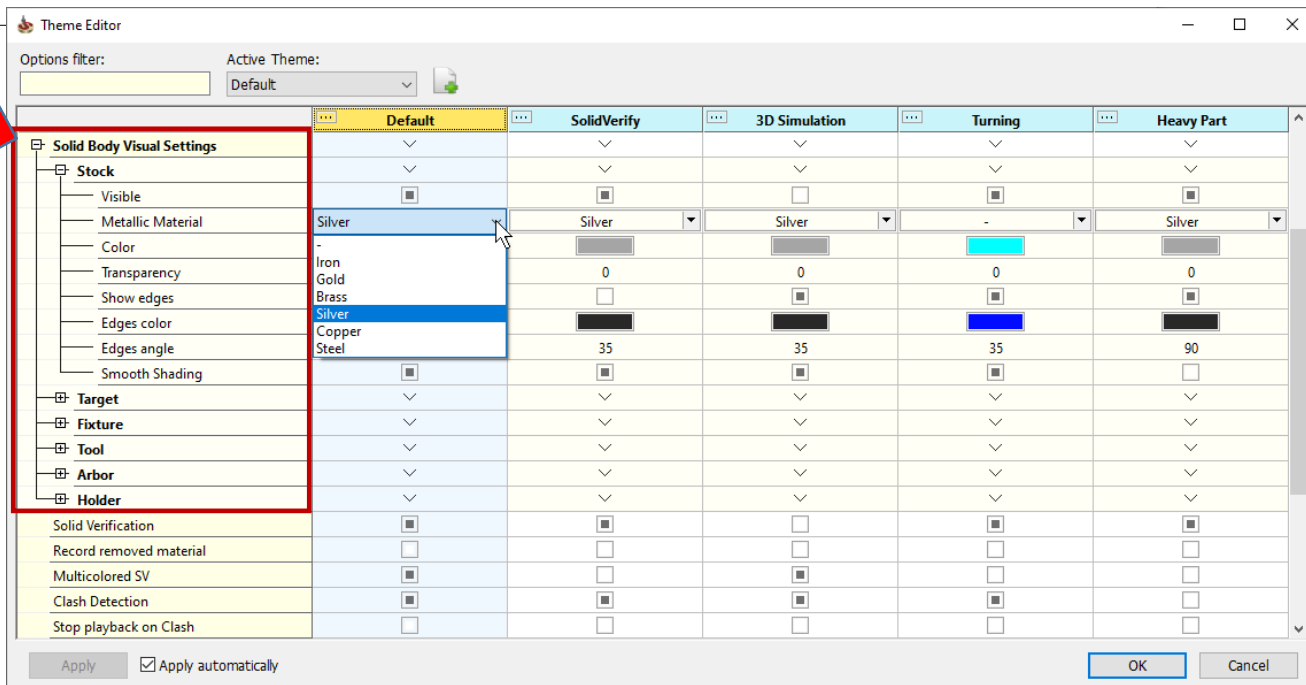 Theme Editor
Options filter: Active Theme:
Default
Default SolidVerify 3D Simulation Turning Heavy Part
Solid Body Visual Settings
Stock
Visible
Metallic Material Silver Silver Silver - Silver
Color -
Iron
Transparency 0 0 0 0
Gold
Show edges Brass
Silver
Edges color Copper
Edges angle Steel 35 35 35 90
Smooth Shading
Target
Fixture
Tool
Arbor
Holder
Solid Verification
Record removed material
Multicolored SV
Clash Detection
Stop playback on Clash
Apply Apply automatically OK Cancel